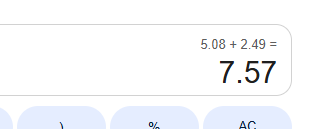 5.08 + 2.49 =
7.57
) % AC